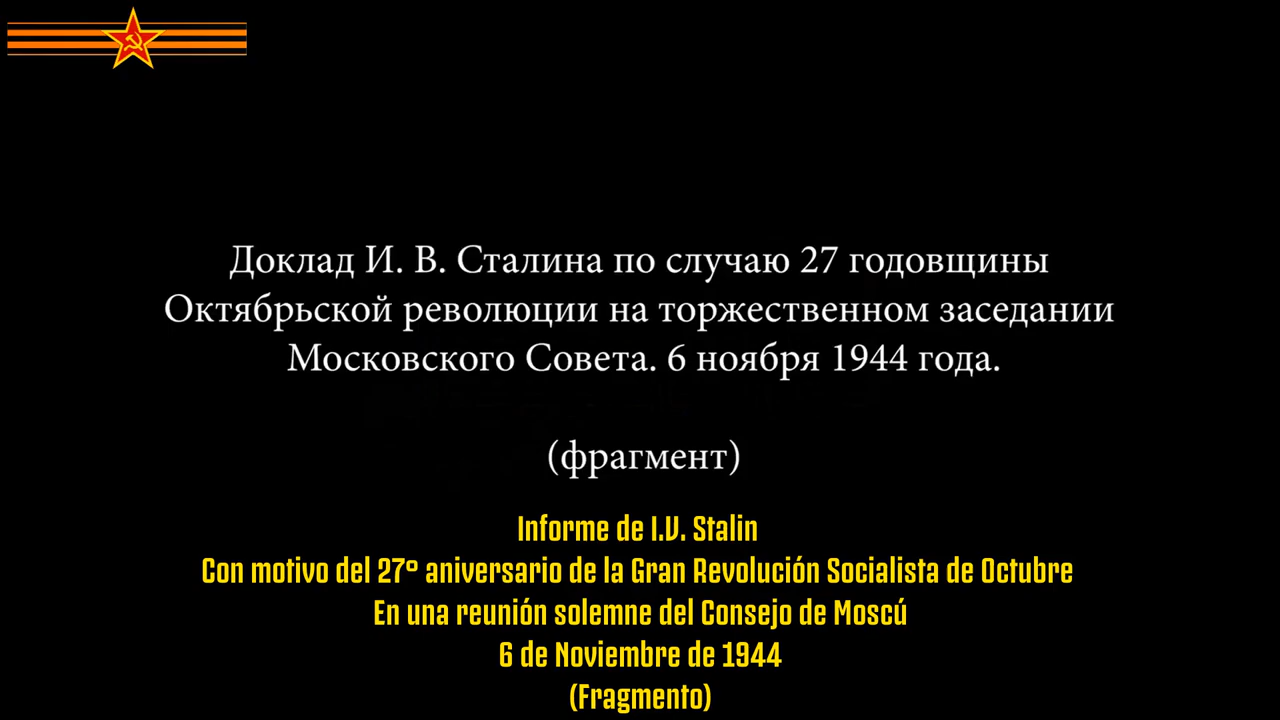 Доклад И. В. Сталина по случаю 27 годовщины
Октябрьской революции на торжественном заседании
Московского Совета. 6 ноября 1944 года.
(фрагмент)
Informe de I.V. Stalin
Con motivo del 27º aniversario de la Gran Revolución Socialista de Octubre
En una reunión solemne del Consejo de Moscú
6 de Noviembre de 1944
(Fragmento)